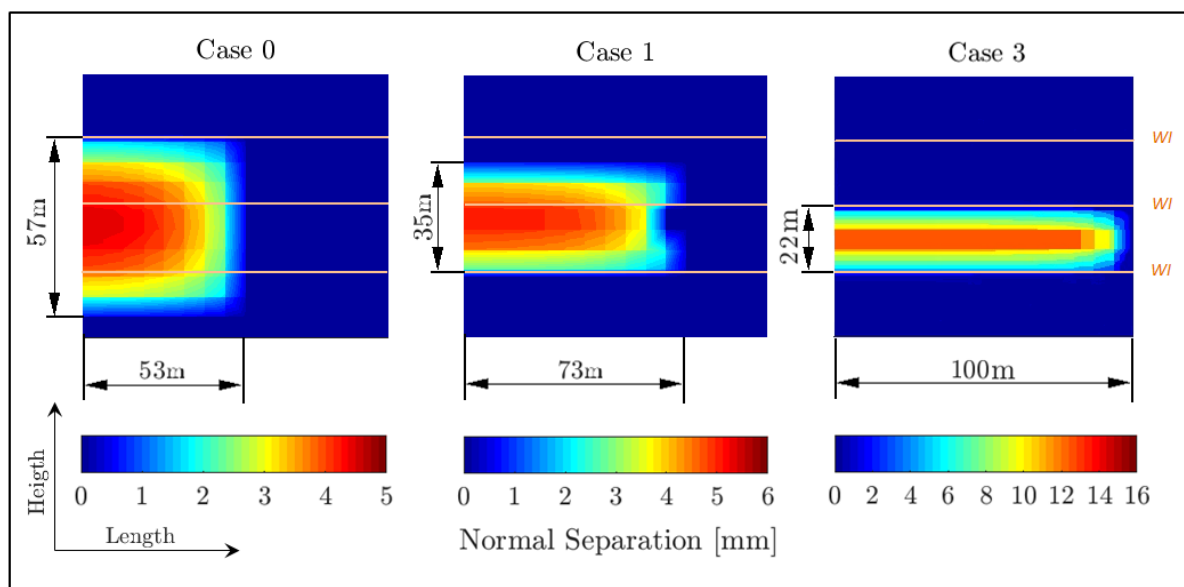 Case 0
Case 1
Case 3
WI
WI
WI
57m
35m
22m
53m
73m
100m
0 1 2 3 4 5
0 1 2 3 4 5 6
0 2 4 6 8 10 12 14 16
Heigth
Length
Normal Separation [mm]